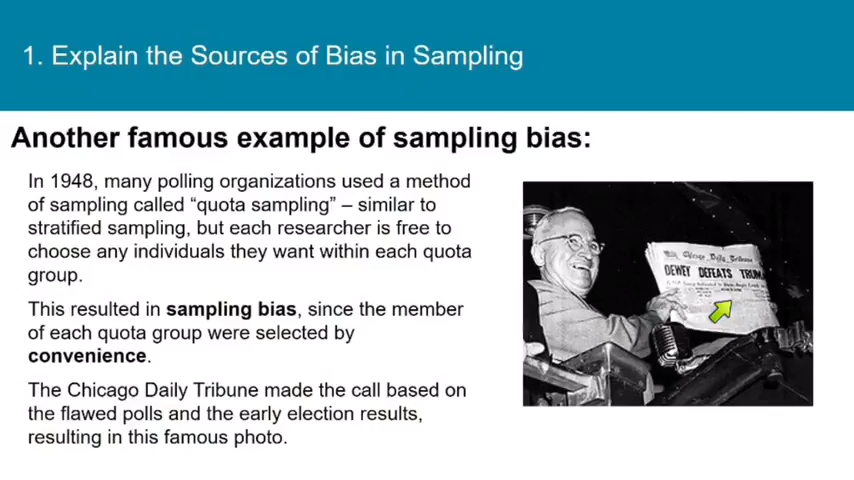 1. Explain the Sources of Bias in Sampling
Another famous example of sampling bias:
In 1948, many polling organizations used a method
of sampling called “quota sampling” – similar to
stratified sampling, but each researcher is free to
choose any individuals they want within each quota
group.
This resulted in sampling bias, since the member
of each quota group were selected by
convenience.
The Chicago Daily Tribune made the call based on
the flawed polls and the early election results,
resulting in this famous photo.
Chicago Daily Tribune
DEWEY DEFEATS TRUM